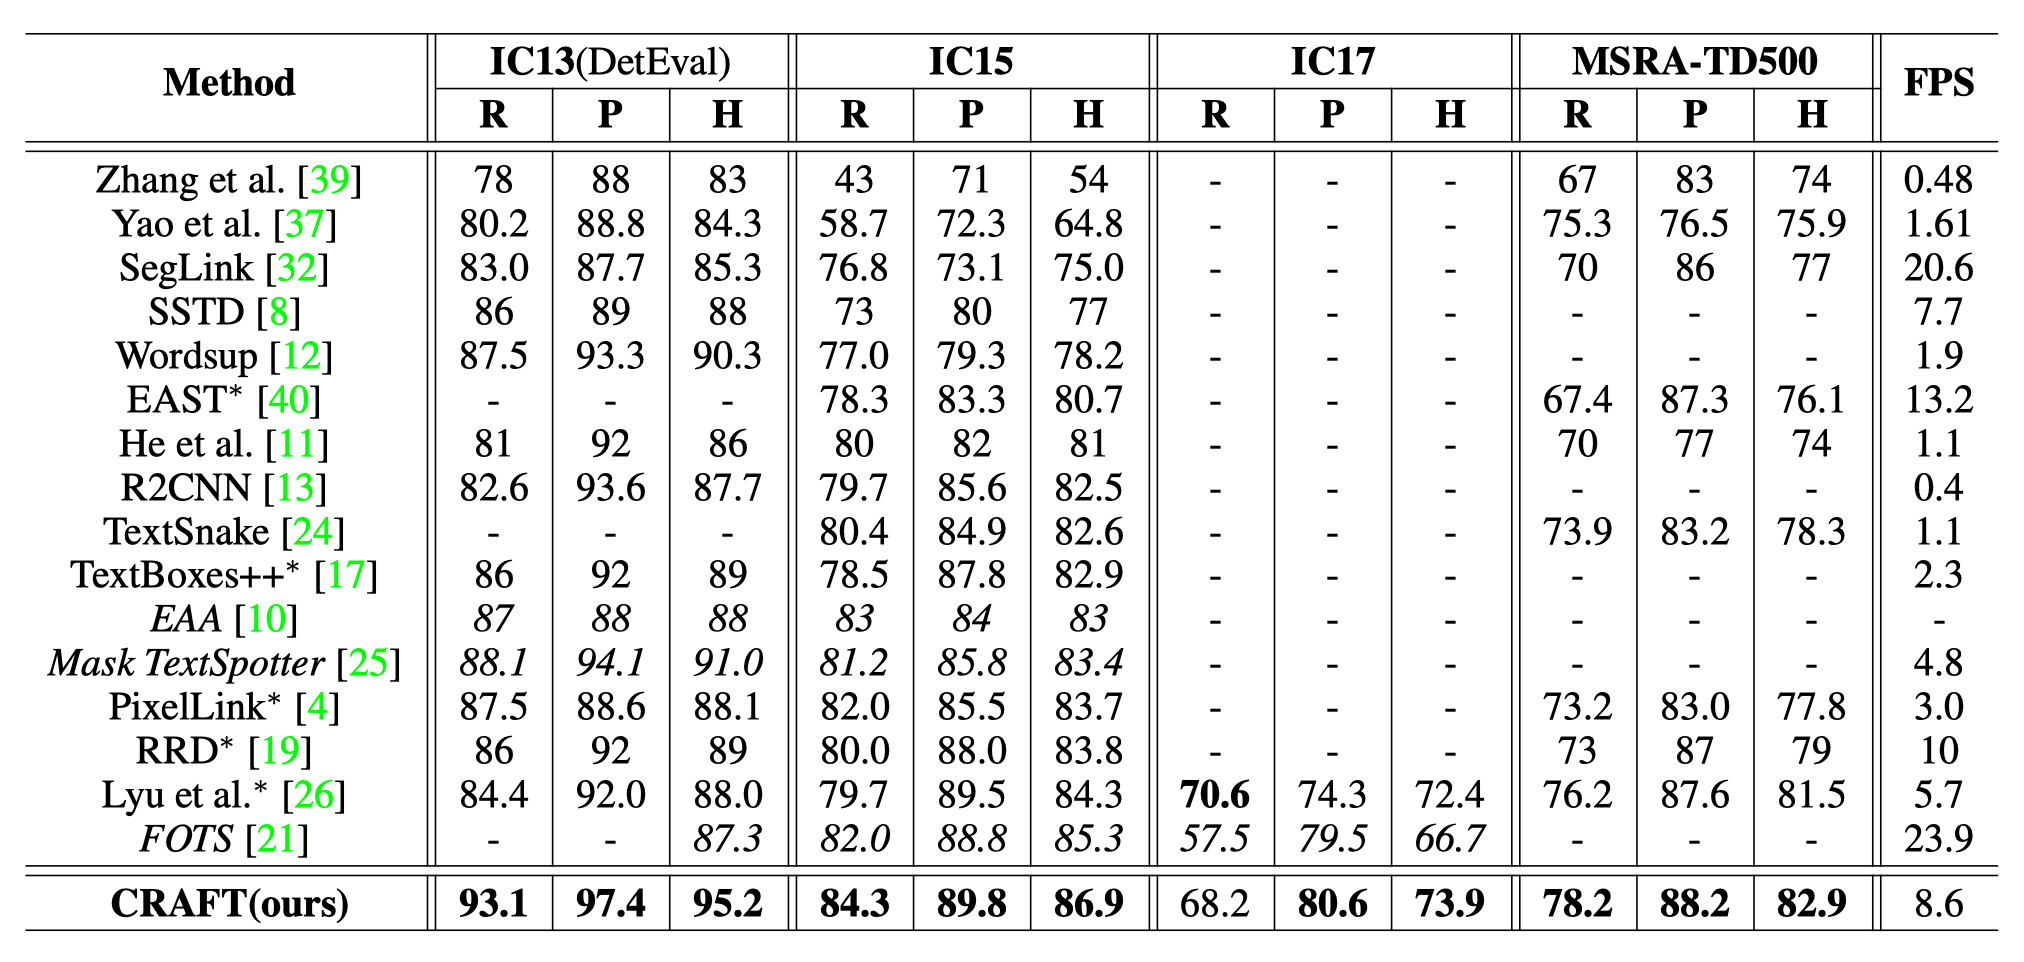 Method IC13(DetEval) IC15 IC17 MSRA-TD500 FPS
R P H R P H R P H R P H
Zhang et al. [39] 78 88 83 43 71 54 - - - 67 83 74 0.48
Yao et al. [37] 80.2 88.8 84.3 58.7 72.3 64.8 - - - 75.3 76.5 75.9 1.61
SegLink [32] 83.0 87.7 85.3 76.8 73.1 75.0 - - - 70 86 77 20.6
SSTD [8] 86 89 88 73 80 77 - - - - - - 7.7
Wordsup [12] 87.5 93.3 90.3 77.0 79.3 78.2 - - - - - - 1.9
EAST* [40] - - - 78.3 83.3 80.7 - - - 67.4 87.3 76.1 13.2
He et al. [11] 81 92 86 80 82 81 - - - 70 77 74 1.1
R2CNN [13] 82.6 93.6 87.7 79.7 85.6 82.5 - - - - - - 0.4
TextSnake [24] - - - 80.4 84.9 82.6 - - - 73.9 83.2 78.3 1.1
TextBoxes++* [17] 86 92 89 78.5 87.8 82.9 - - - - - - 2.3
EAA [10] 87 88 88 83 84 83 - - - - - - -
Mask TextSpotter [25] 88.1 94.1 91.0 81.2 85.8 83.4 - - - - - - 4.8
PixelLink* [4] 87.5 88.6 88.1 82.0 85.5 83.7 - - - 73.2 83.0 77.8 3.0
RRD* [19] 86 92 89 80.0 88.0 83.8 - - - 73 87 79 10
Lyu et al.* [26] 84.4 92.0 88.0 79.7 89.5 84.3 70.6 74.3 72.4 76.2 87.6 81.5 5.7
FOTS [21] - - 87.3 82.0 88.8 85.3 57.5 79.5 66.7 - - - 23.9
CRAFT(ours) 93.1 97.4 95.2 84.3 89.8 86.9 68.2 80.6 73.9 78.2 88.2 82.9 8.6